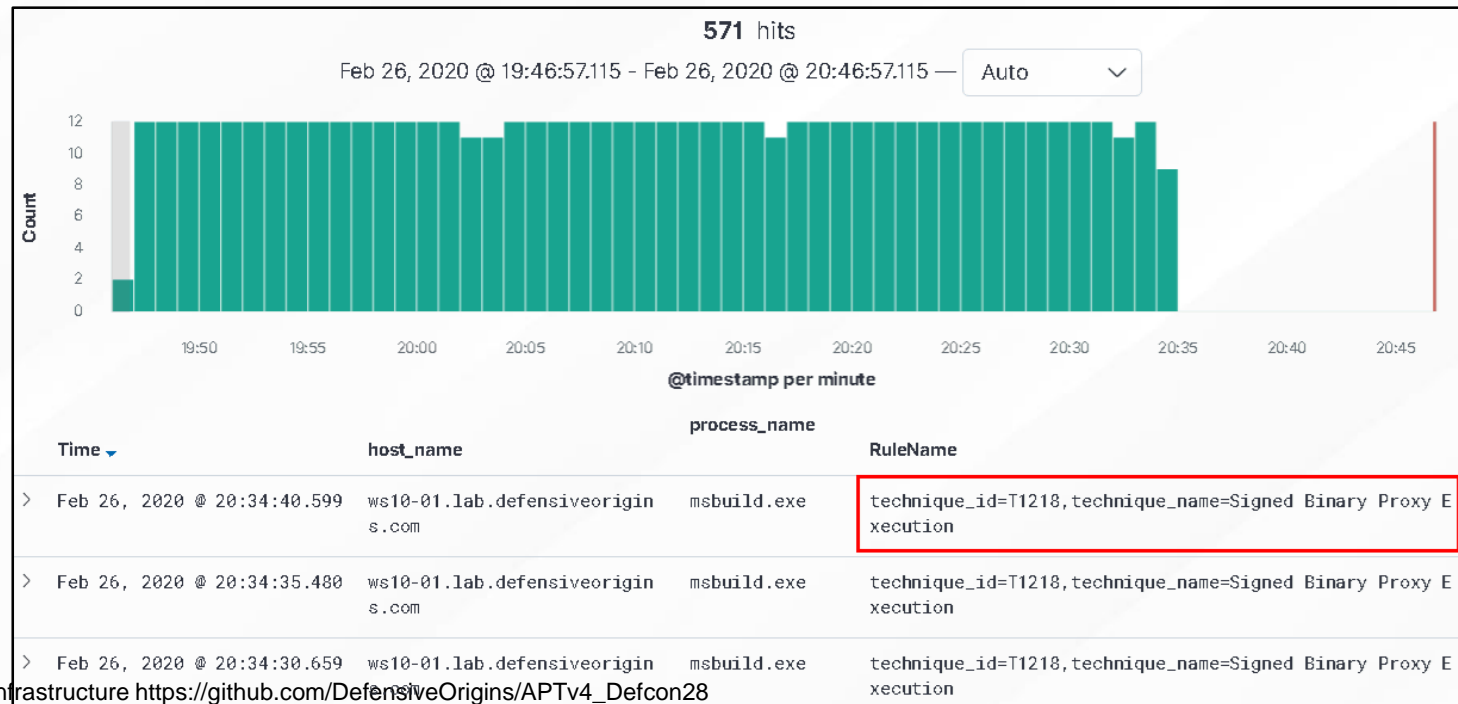 571 hits
Feb 26, 2020 @ 19:46:57.115 - Feb 26, 2020 @ 20:46:57.115 — Auto
12
10
8
6
4
2
0
Count
19:50 19:55 20:00 20:05 20:10 20:15 20:20 20:25 20:30 20:35 20:40 20:45
@timestamp per minute
process_name
Time host_name RuleName
> Feb 26, 2020 @ 20:34:40.599 ws10-01.lab.defensiveorigin msbuild.exe technique_id=T1218,technique_name=Signed Binary Proxy E
s.com xecution
> Feb 26, 2020 @ 20:34:35.480 ws10-01.lab.defensiveorigin msbuild.exe technique_id=T1218,technique_name=Signed Binary Proxy E
s.com xecution
> Feb 26, 2020 @ 20:34:30.659 ws10-01.lab.defensiveorigin msbuild.exe technique_id=T1218,technique_name=Signed Binary Proxy E
s.com xecution
nfrastructure https://github.com/DefensiveOrigins/APTv4_Defcon28